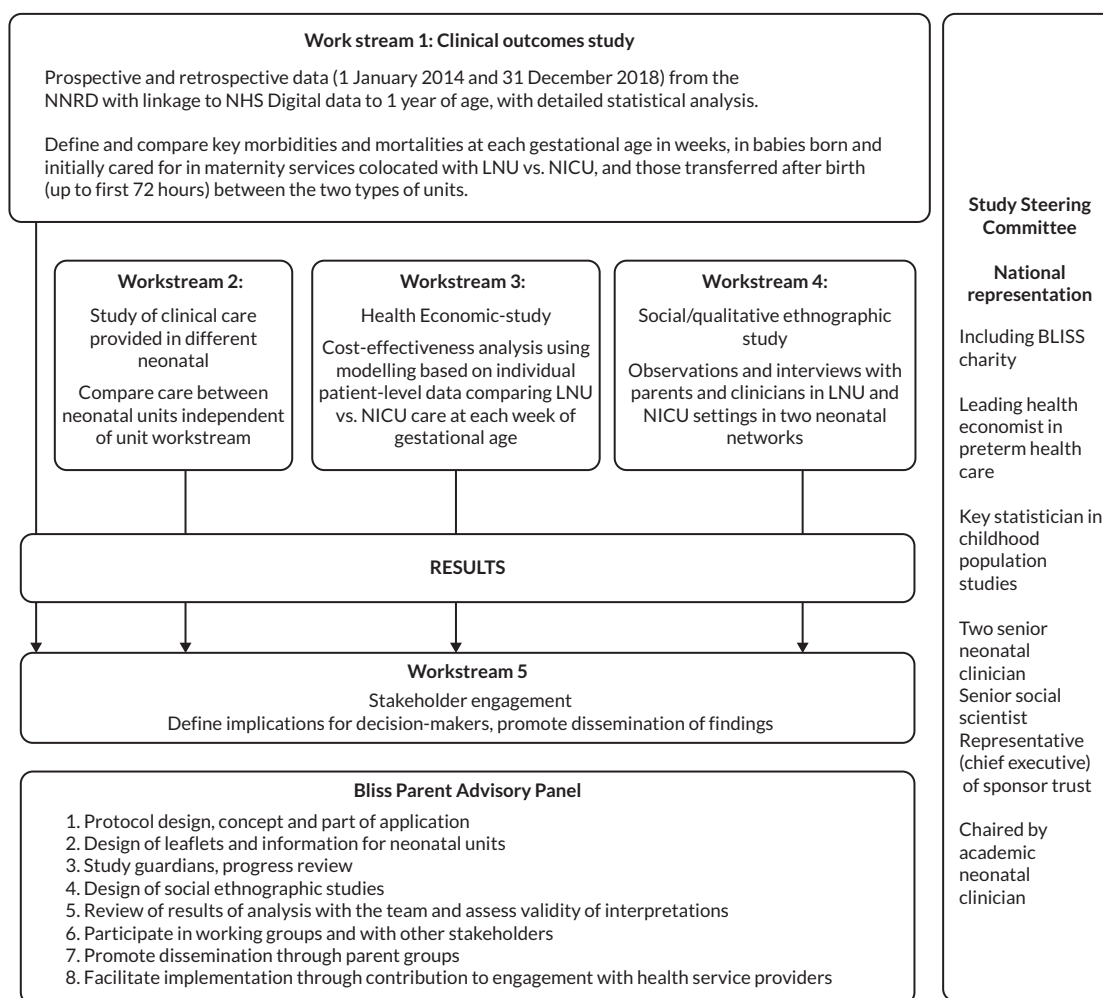 Work stream 1: Clinical outcomes study
Prospective and retrospective data (1 January 2014 and 31 December 2018) from the
NNRD with linkage to NHS Digital data to 1 year of age, with detailed statistical analysis.
Define and compare key morbidities and mortalities at each gestational age in weeks, in babies born and
initially cared for in maternity services colocated with LNU vs. NICU, and those transferred after birth
(up to first 72 hours) between the two types of units.
Workstream 2:
Study of clinical care
provided in different
neonatal
Compare care between
neonatal units independent
of unit workstream
Workstream 3:
Health Economic-study
Cost-effectiveness analysis using
modelling based on individual
patient-level data comparing LNU
vs. NICU care at each week of
gestational age
Workstream 4:
Social/qualitative ethnographic
study
Observations and interviews with
parents and clinicians in LNU and
NICU settings in two neonatal
networks
RESULTS
Workstream 5
Stakeholder engagement
Define implications for decision-makers, promote dissemination of findings
Bliss Parent Advisory Panel
1. Protocol design, concept and part of application
2. Design of leaflets and information for neonatal units
3. Study guardians, progress review
4. Design of social ethnographic studies
5. Review of results of analysis with the team and assess validity of interpretations
6. Participate in working groups and with other stakeholders
7. Promote dissemination through parent groups
8. Facilitate implementation through contribution to engagement with health service providers
Study Steering
Committee
National
representation
Including BLISS
charity
Leading health
economist in
preterm health
care
Key statistician in
childhood
population
studies
Two senior
neonatal
clinician
Senior social
scientist
Representative
(chief executive)
of sponsor trust
Chaired by
academic
neonatal
clinician